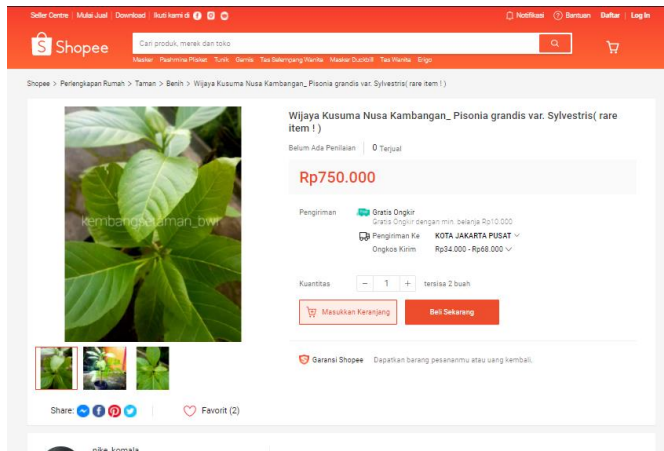 Seller Centre | Mulai Jual | Download | Ikuti kami di
Notifikasi Bantuan Daftar | Log In
Shopee
Cari produk, merek dan toko
Masker Pashmina Plisket Tunik Gamis Tas Selempang Wanita Masker Duckbill Tas Wanita Erigo
Shopee > Perlengkapan Rumah > Taman > Benih > Wijaya Kusuma Nusa Kambangan_ Pisonia grandis var. Sylvestris( rare item ! )
Wijaya Kusuma Nusa Kambangan_ Pisonia grandis var. Sylvestris( rare
item ! )
Belum Ada Penilaian 0 Terjual
Rp750.000
Pengiriman Gratis Ongkir
Gratis Ongkir dengan min. belanja Rp10.000
Pengiriman Ke KOTA JAKARTA PUSAT
Ongkos Kirim Rp34.000 - Rp68.000
Kuantitas - 1 + tersisa 2 buah
Masukkan Keranjang Beli Sekarang
Garansi Shopee Dapatkan barang pesananmu atau uang kembali.
Share: Favorit (2)
nike_komala